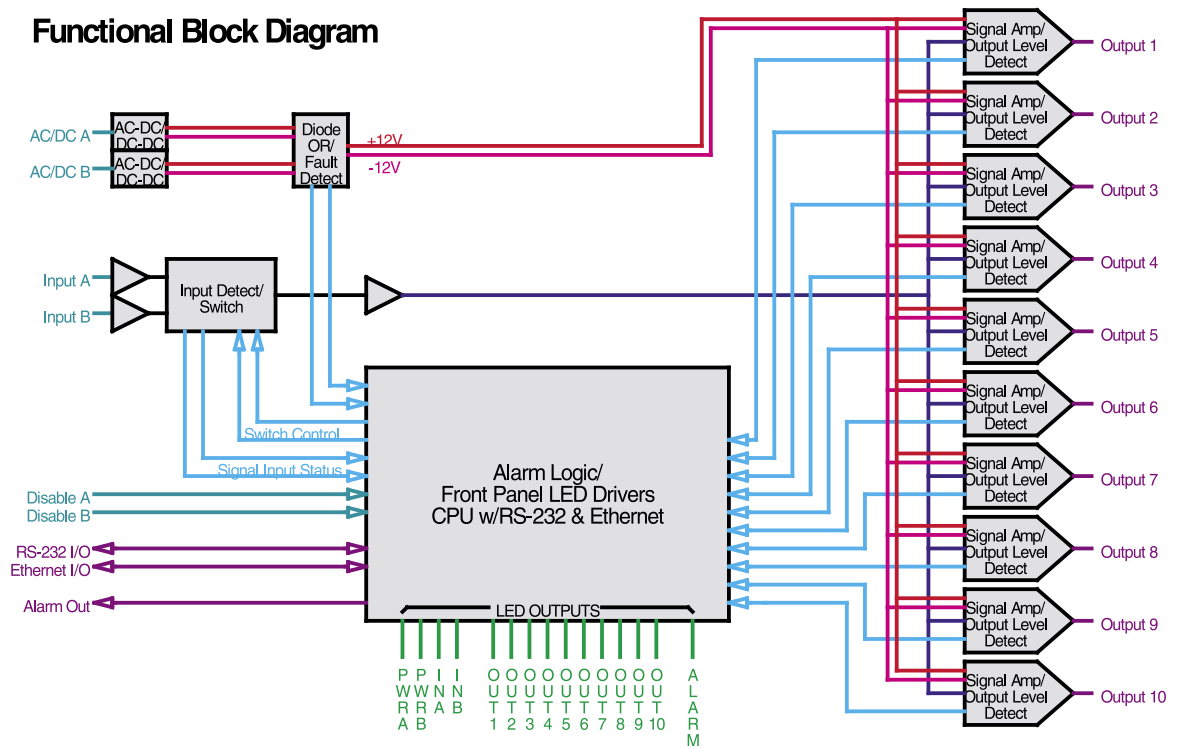 Functional Block Diagram
AC/DC A
AC-DC/
DC-DC
AC/DC B
AC-DC/
DC-DC
Diode
OR/
Fault
Detect
+12V
-12V
Input A
Input B
Input Detect/
Switch
Switch Control
Signal Input Status
Disable A
Disable B
RS-232 I/O
Ethernet I/O
Alarm Out
Alarm Logic/
Front Panel LED Drivers
CPU w/RS-232 & Ethernet
LED OUTPUTS
PWRA
PWRB
INA
INB
OUT1
OUT2
OUT3
OUT4
OUT5
OUT6
OUT7
OUT8
OUT9
OUT10
ALARM
Signal Amp/
Output Level
Detect
Output 1
Signal Amp/
Output Level
Detect
Output 2
Signal Amp/
Output Level
Detect
Output 3
Signal Amp/
Output Level
Detect
Output 4
Signal Amp/
Output Level
Detect
Output 5
Signal Amp/
Output Level
Detect
Output 6
Signal Amp/
Output Level
Detect
Output 7
Signal Amp/
Output Level
Detect
Output 8
Signal Amp/
Output Level
Detect
Output 9
Signal Amp/
Output Level
Detect
Output 10